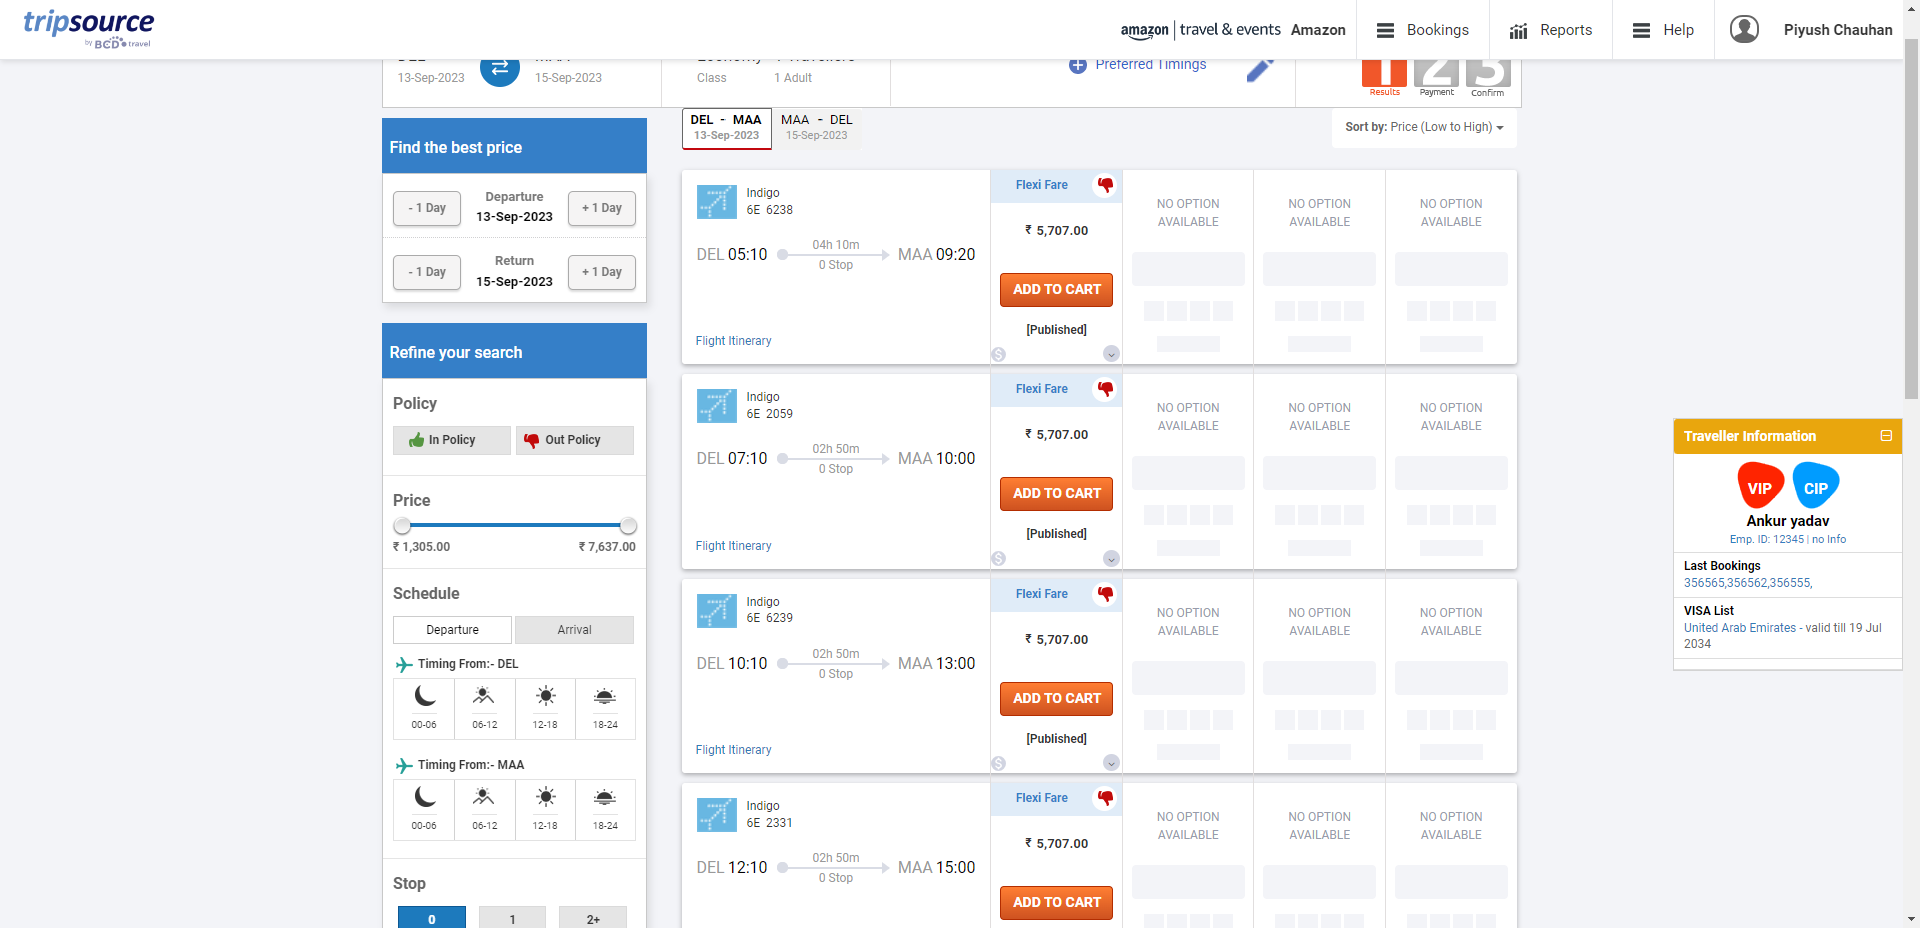 tripsource
by BCD travel
amazon | travel & events Amazon
Bookings
Reports
Help
Piyush Chauhan
13-Sep-2023
15-Sep-2023
Class
1 Adult
Preferred Timings
1 Results
2 Payment
3 Confirm
DEL - MAA
13-Sep-2023
MAA - DEL
15-Sep-2023
Sort by: Price (Low to High)
Find the best price
- 1 Day
Departure
13-Sep-2023
+ 1 Day
- 1 Day
Return
15-Sep-2023
+ 1 Day
Refine your search
Policy
In Policy
Out Policy
Price
₹ 1,305.00
₹ 7,637.00
Schedule
Departure
Arrival
Timing From:- DEL
00-06
06-12
12-18
18-24
Timing From:- MAA
00-06
06-12
12-18
18-24
Stop
0
1
2+
Indigo
6E 6238
DEL 05:10
04h 10m
0 Stop
MAA 09:20
Flight Itinerary
Flexi Fare
₹ 5,707.00
ADD TO CART
[Published]
NO OPTION
AVAILABLE
NO OPTION
AVAILABLE
NO OPTION
AVAILABLE
Indigo
6E 2059
DEL 07:10
02h 50m
0 Stop
MAA 10:00
Flight Itinerary
Flexi Fare
₹ 5,707.00
ADD TO CART
[Published]
NO OPTION
AVAILABLE
NO OPTION
AVAILABLE
NO OPTION
AVAILABLE
Indigo
6E 6239
DEL 10:10
02h 50m
0 Stop
MAA 13:00
Flight Itinerary
Flexi Fare
₹ 5,707.00
ADD TO CART
[Published]
NO OPTION
AVAILABLE
NO OPTION
AVAILABLE
NO OPTION
AVAILABLE
Indigo
6E 2331
DEL 12:10
02h 50m
0 Stop
MAA 15:00
Flexi Fare
₹ 5,707.00
ADD TO CART
NO OPTION
AVAILABLE
NO OPTION
AVAILABLE
NO OPTION
AVAILABLE
Traveller Information
VIP
CIP
Ankur yadav
Emp. ID: 12345 | no Info
Last Bookings
356565,356562,356555,
VISA List
United Arab Emirates - valid till 19 Jul
2034